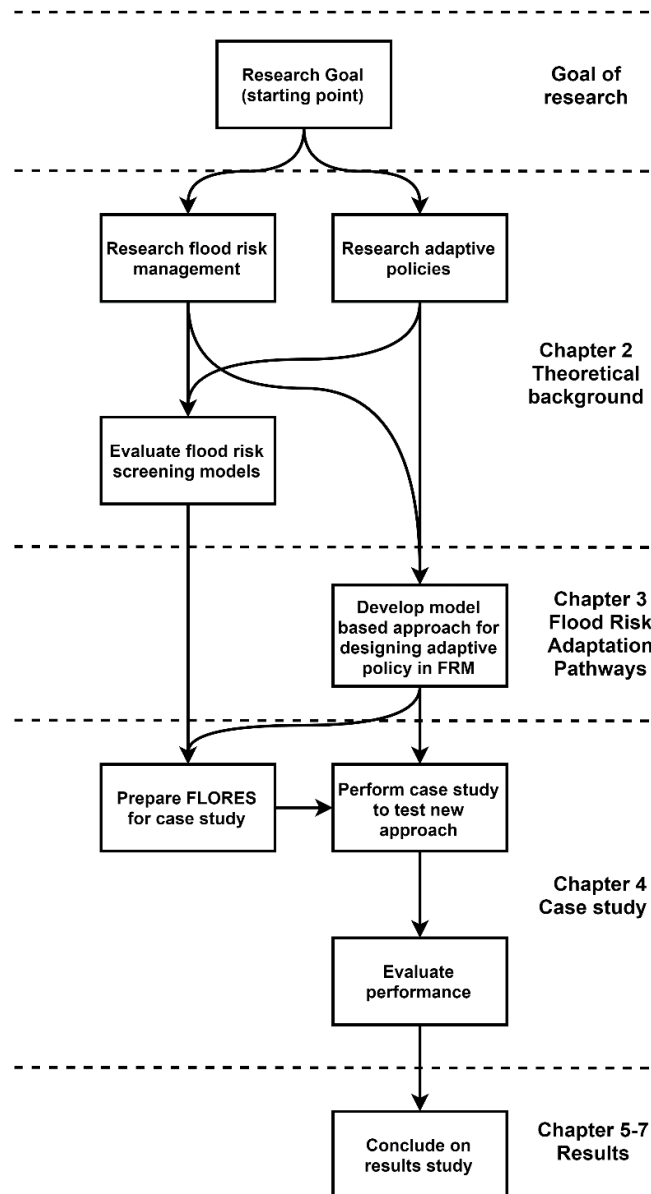 Research Goal
(starting point)
Goal of
research
Research flood risk
management
Research adaptive
policies
Chapter 2
Theoretical
background
Evaluate flood risk
screening models
Develop model
based approach for
designing adaptive
policy in FRM
Chapter 3
Flood Risk
Adaptation
Pathways
Prepare FLORES
for case study
Perform case study
to test new
approach
Chapter 4
Case study
Evaluate
performance
Conclude on
results study
Chapter 5-7
Results